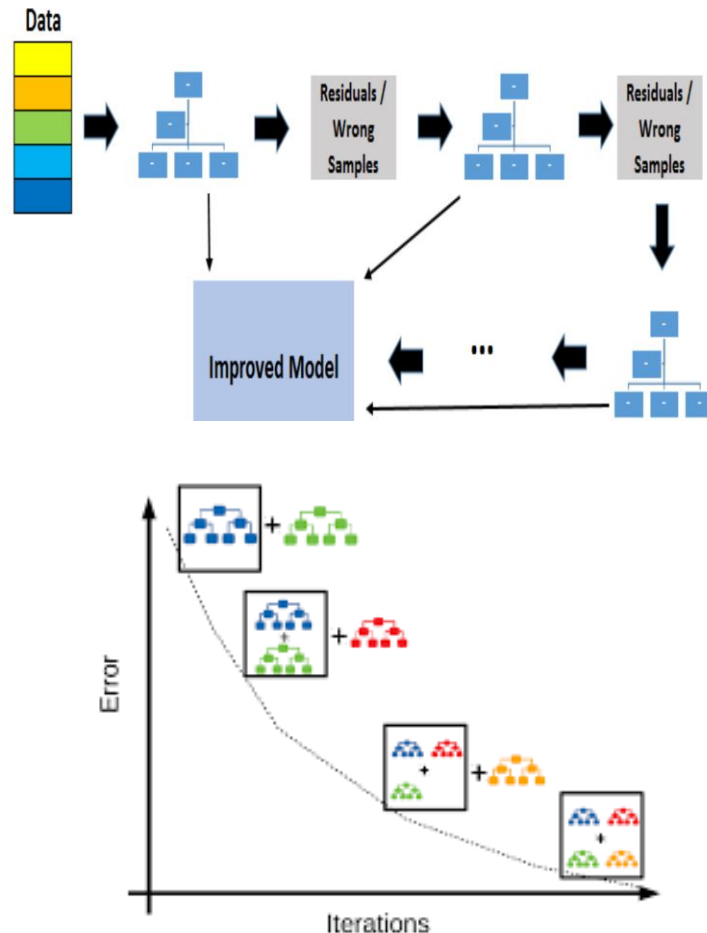 Data
Residuals /
Wrong
Samples
Residuals /
Wrong
Samples
Improved Model
...
+
+
+
+
+
+
Error
Iterations